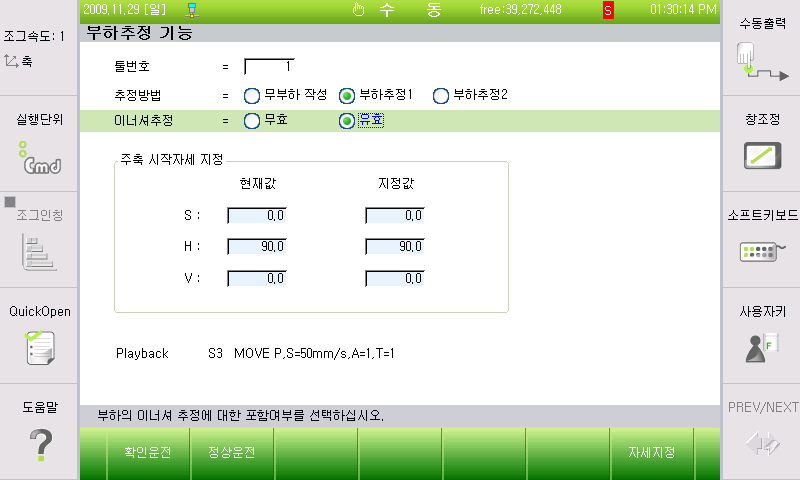 2009.11.29 [일] 수 동 free:39,272,448 S 01:30:14 PM
조그속도: 1
축
실행단위
Cmd
조그인칭
QuickOpen
도움말
부하추정 기능
툴번호 = 1
추정방법 = 무부하 작성 부하추정1 부하추정2
이너셔추정 = 무효 유효
주축 시작자세 지정
현재값 지정값
S : 0.0 0.0
H : 90.0 90.0
V : 0.0 0.0
Playback S3 MOVE P,S=50mm/s,A=1,T=1
부하의 이너셔 추정에 대한 포함여부를 선택하십시오.
확인운전 정상운전 자세지정
수동출력
창조정
소프트키보드
사용자키
F
PREV/NEXT